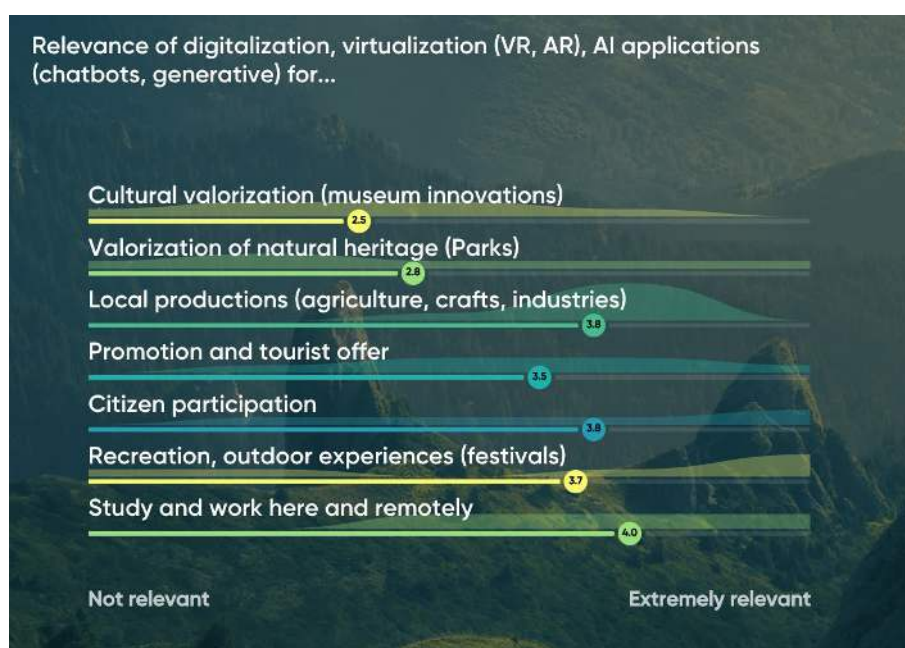 Relevance of digitalization, virtualization (VR, AR), AI applications
(chatbots, generative) for...
Cultural valorization (museum innovations)
2.5
Valorization of natural heritage (Parks)
2.8
Local productions (agriculture, crafts, industries)
3.8
Promotion and tourist offer
3.5
Citizen participation
3.8
Recreation, outdoor experiences (festivals)
3.7
Study and work here and remotely
4.0
Not relevant Extremely relevant